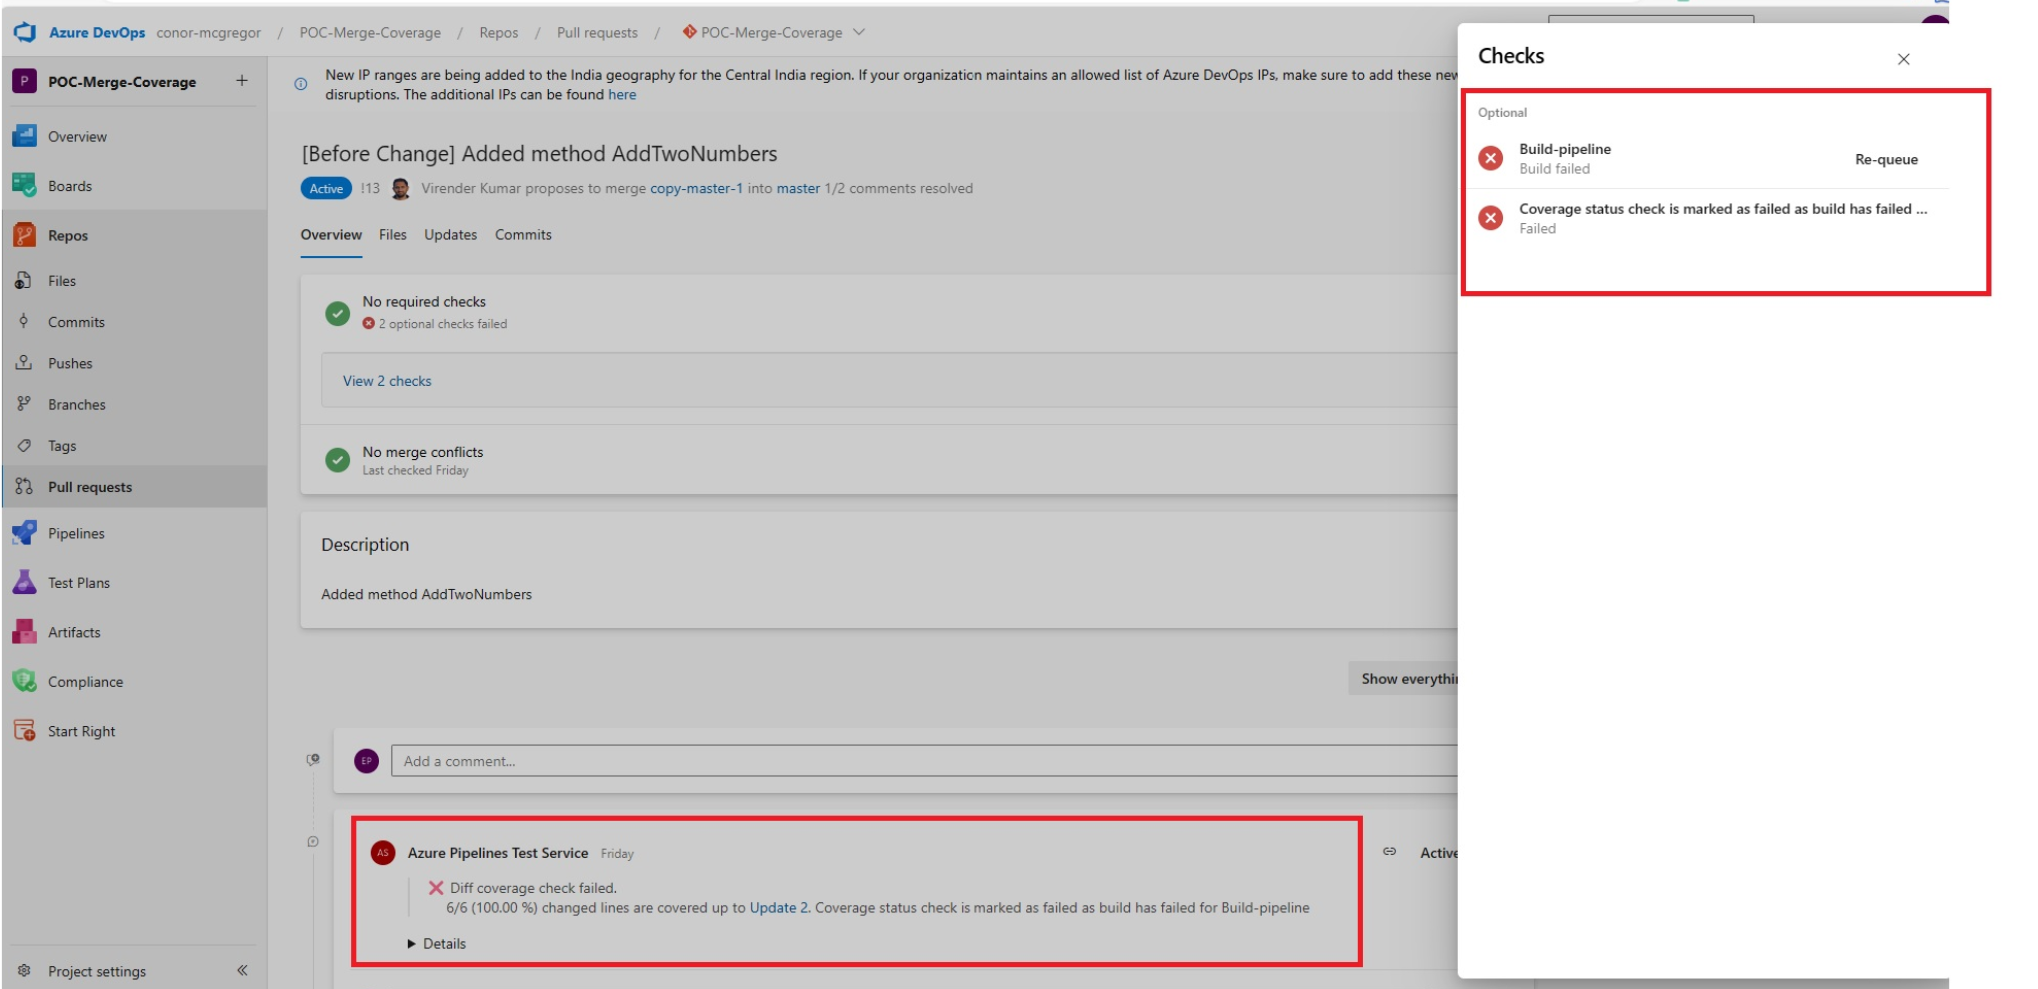 Azure DevOps conor-mcgregor / POC-Merge-Coverage / Repos / Pull requests / POC-Merge-Coverage
P POC-Merge-Coverage +
Overview
Boards
Repos
Files
Commits
Pushes
Branches
Tags
Pull requests
Pipelines
Test Plans
Artifacts
Compliance
Start Right
Project settings
New IP ranges are being added to the India geography for the Central India region. If your organization maintains an allowed list of Azure DevOps IPs, make sure to add these new
disruptions. The additional IPs can be found here
[Before Change] Added method AddTwoNumbers
Active !13 Virender Kumar proposes to merge copy-master-1 into master 1/2 comments resolved
Overview Files Updates Commits
No required checks
2 optional checks failed
View 2 checks
No merge conflicts
Last checked Friday
Description
Added method AddTwoNumbers
Show everythi
EP Add a comment...
AS Azure Pipelines Test Service Friday Active
❌ Diff coverage check failed.
6/6 (100.00 %) changed lines are covered up to Update 2. Coverage status check is marked as failed as build has failed for Build-pipeline
▶ Details
Checks
Optional
Build-pipeline
Build failed
Re-queue
Coverage status check is marked as failed as build has failed ...
Failed